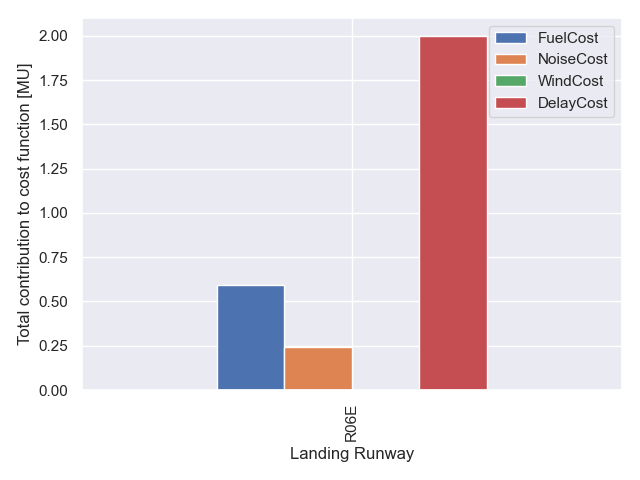 FuelCost
NoiseCost
WindCost
DelayCost
Total contribution to cost function [MU]
2.00
1.75
1.50
1.25
1.00
0.75
0.50
0.25
0.00
R06E
Landing Runway